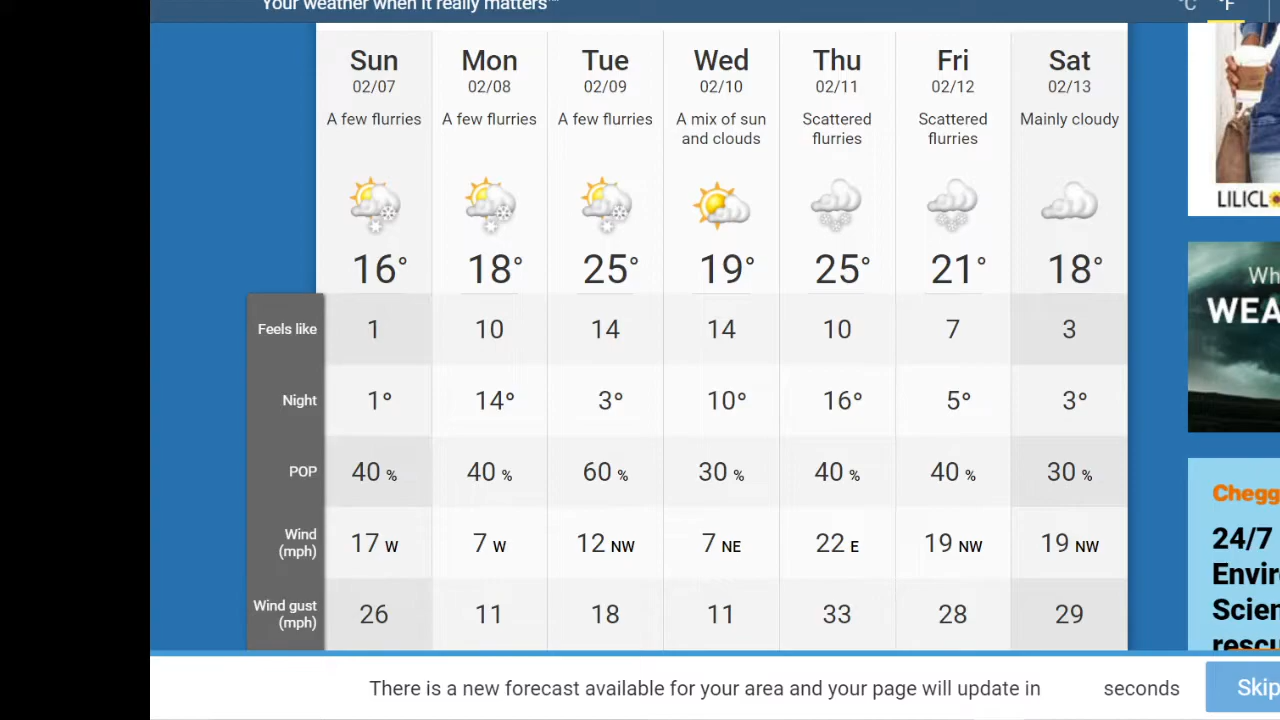 Your weather when it really matters™
°C °F
Sun Mon Tue Wed Thu Fri Sat
02/07 02/08 02/09 02/10 02/11 02/12 02/13
A few flurries A few flurries A few flurries A mix of sun and clouds Scattered flurries Scattered flurries Mainly cloudy
16° 18° 25° 19° 25° 21° 18°
Feels like 1 10 14 14 10 7 3
Night 1° 14° 3° 10° 16° 5° 3°
POP 40 % 40 % 60 % 30 % 40 % 40 % 30 %
Wind (mph) 17 W 7 W 12 NW 7 NE 22 E 19 NW 19 NW
Wind gust (mph) 26 11 18 11 33 28 29
There is a new forecast available for your area and your page will update in seconds
Skip
LILICL
Wh
WEA
Chegg
24/7
Envir
Scien
rescu